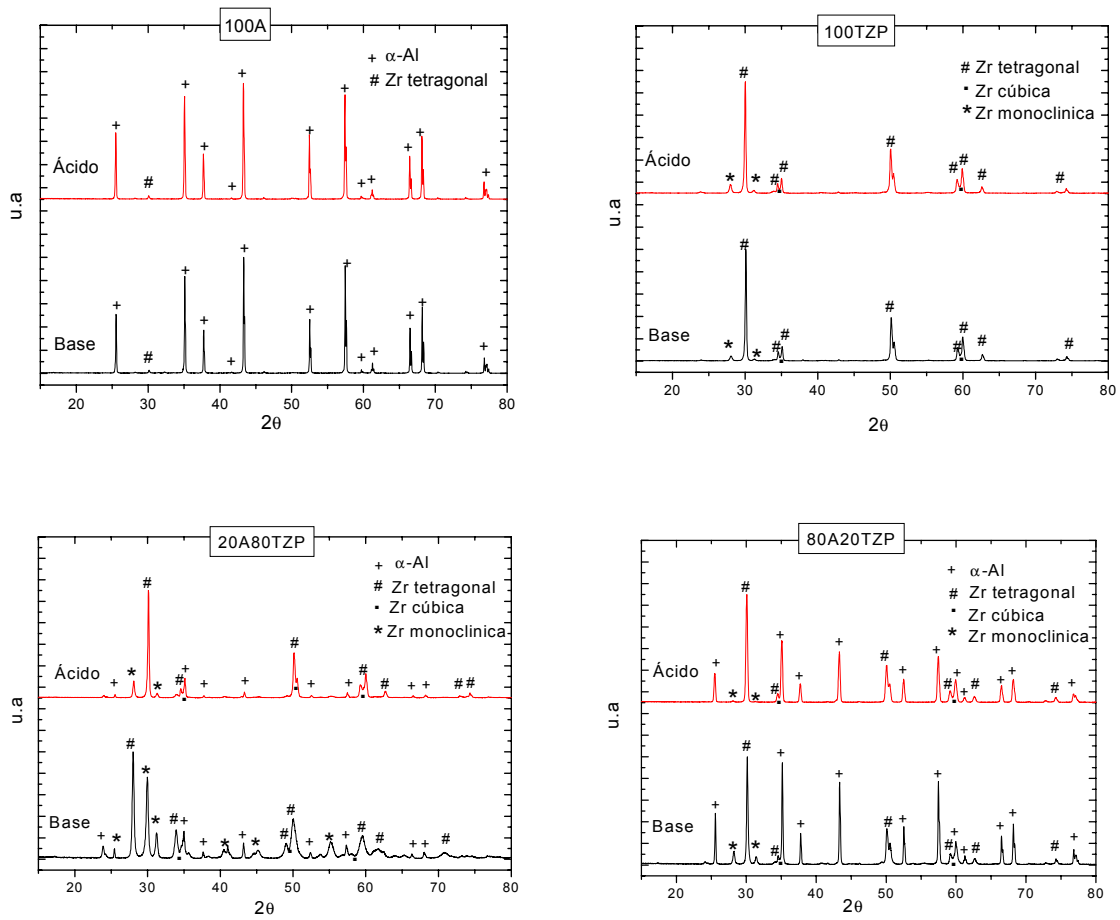 100A
+ α-Al
# Zr tetragonal
Ácido
Base
u.a
20 30 40 50 60 70 80
2θ
100TZP
# Zr tetragonal
▪ Zr cúbica
* Zr monoclinica
Ácido
Base
u.a
20 30 40 50 60 70 80
2θ
20A80TZP
+ α-Al
# Zr tetragonal
▪ Zr cúbica
* Zr monoclinica
Ácido
Base
u.a
20 30 40 50 60 70 80
2θ
80A20TZP
+ α-Al
# Zr tetragonal
▪ Zr cúbica
* Zr monoclinica
Ácido
Base
u.a
20 30 40 50 60 70 80
2θ